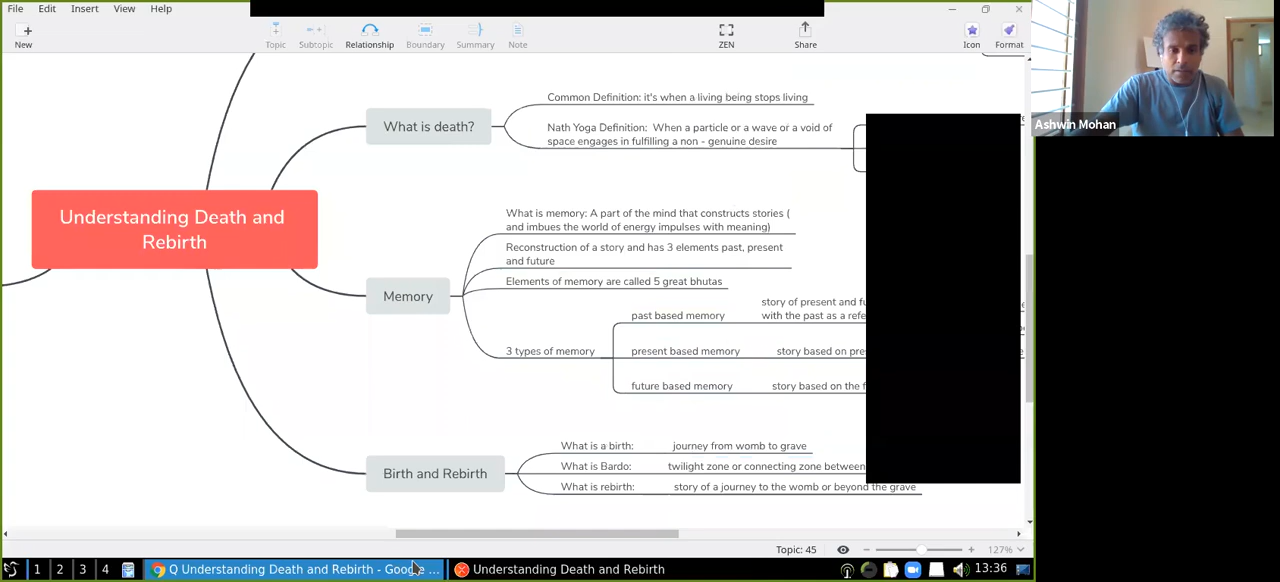 File Edit Insert View Help
New
Topic Subtopic Relationship Boundary Summary Note ZEN Share Icon Format
Ashwin Mohan
Understanding Death and
Rebirth
What is death?
Common Definition: it's when a living being stops living
Nath Yoga Definition: When a particle or a wave or a void of
space engages in fulfilling a non - genuine desire
Memory
What is memory: A part of the mind that constructs stories (
and imbues the world of energy impulses with meaning)
Reconstruction of a story and has 3 elements past, present
and future
Elements of memory are called 5 great bhutas
3 types of memory
past based memory
story of present and
with the past as a
present based memory
story based on
future based memory
story based on the
Birth and Rebirth
What is a birth: journey from womb to grave
What is Bardo: twilight zone or connecting zone between
What is rebirth: story of a journey to the womb or beyond the grave
Topic: 45
127%
1 2 3 4 Q Understanding Death and Rebirth - Google ... Understanding Death and Rebirth 13:36